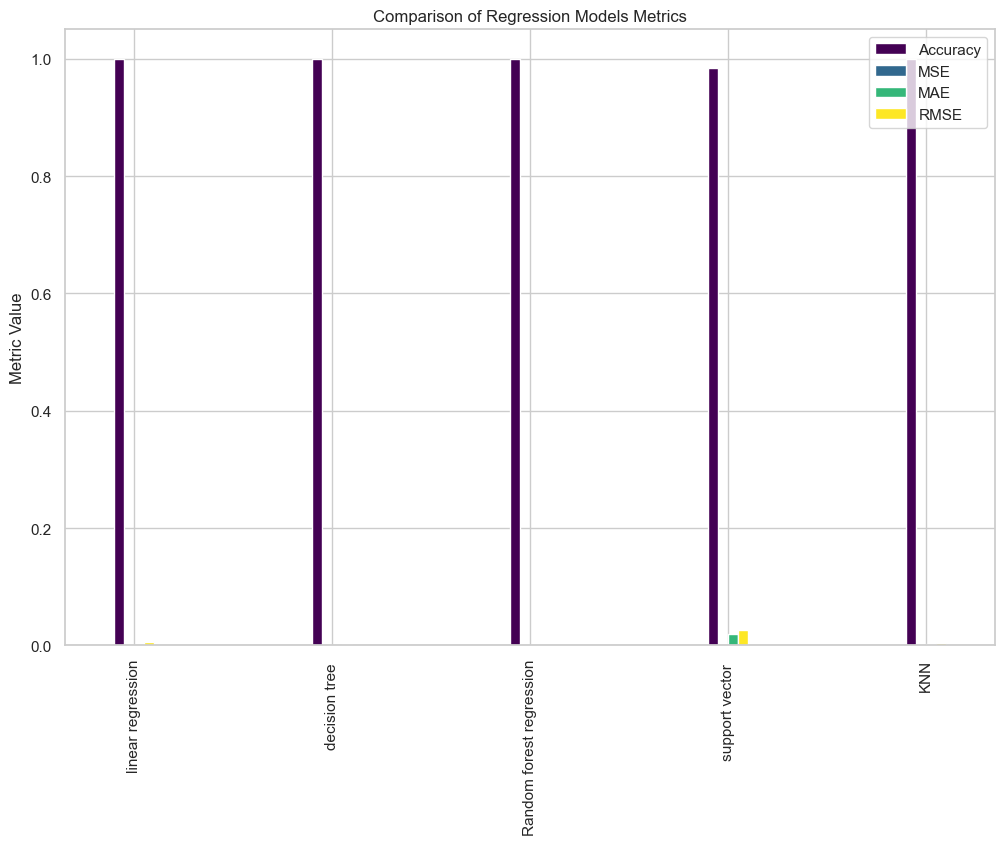 Comparison of Regression Models Metrics
Accuracy
MSE
MAE
RMSE
Metric Value
1.0
0.8
0.6
0.4
0.2
0.0
linear regression
decision tree
Random forest regression
support vector
KNN